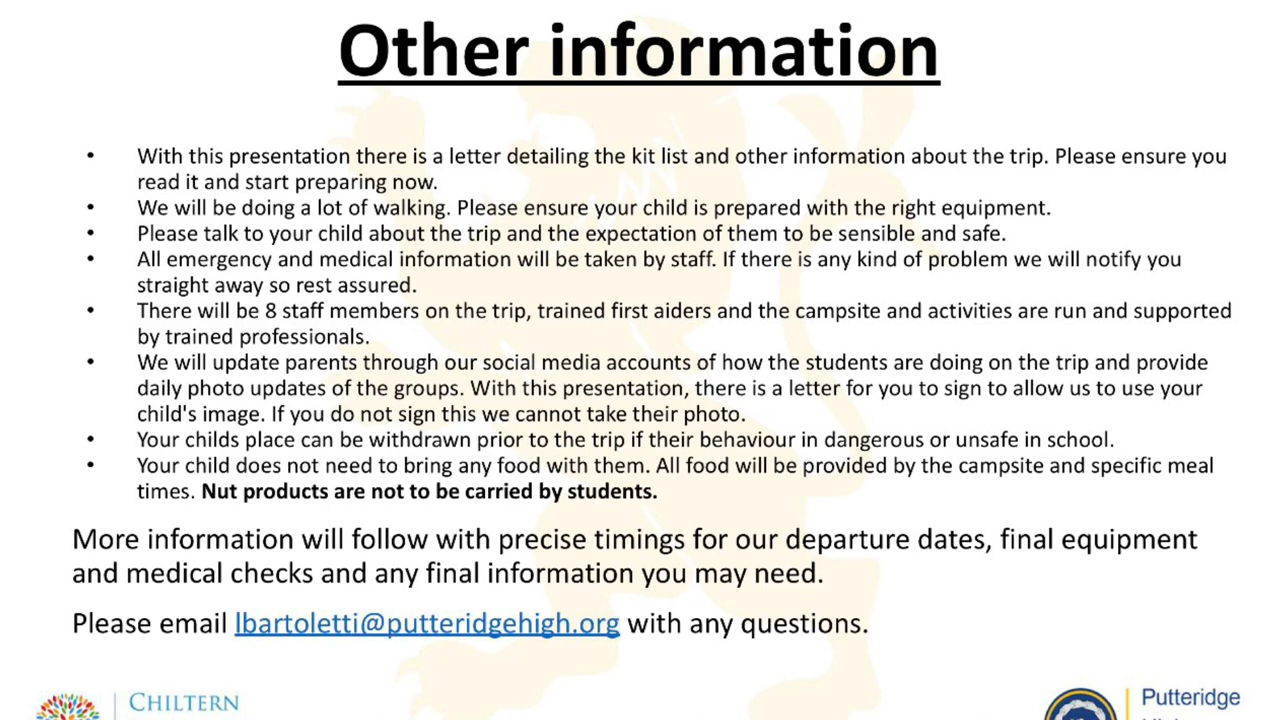 Other information
• With this presentation there is a letter detailing the kit list and other information about the trip. Please ensure you
read it and start preparing now.
• We will be doing a lot of walking. Please ensure your child is prepared with the right equipment.
• Please talk to your child about the trip and the expectation of them to be sensible and safe.
• All emergency and medical information will be taken by staff. If there is any kind of problem we will notify you
straight away so rest assured.
• There will be 8 staff members on the trip, trained first aiders and the campsite and activities are run and supported
by trained professionals.
• We will update parents through our social media accounts of how the students are doing on the trip and provide
daily photo updates of the groups. With this presentation, there is a letter for you to sign to allow us to use your
child's image. If you do not sign this we cannot take their photo.
• Your childs place can be withdrawn prior to the trip if their behaviour in dangerous or unsafe in school.
• Your child does not need to bring any food with them. All food will be provided by the campsite and specific meal
times. Nut products are not to be carried by students.
More information will follow with precise timings for our departure dates, final equipment
and medical checks and any final information you may need.
Please email lbartoletti@putteridgehigh.org with any questions.
CHILTERN
Putteridge